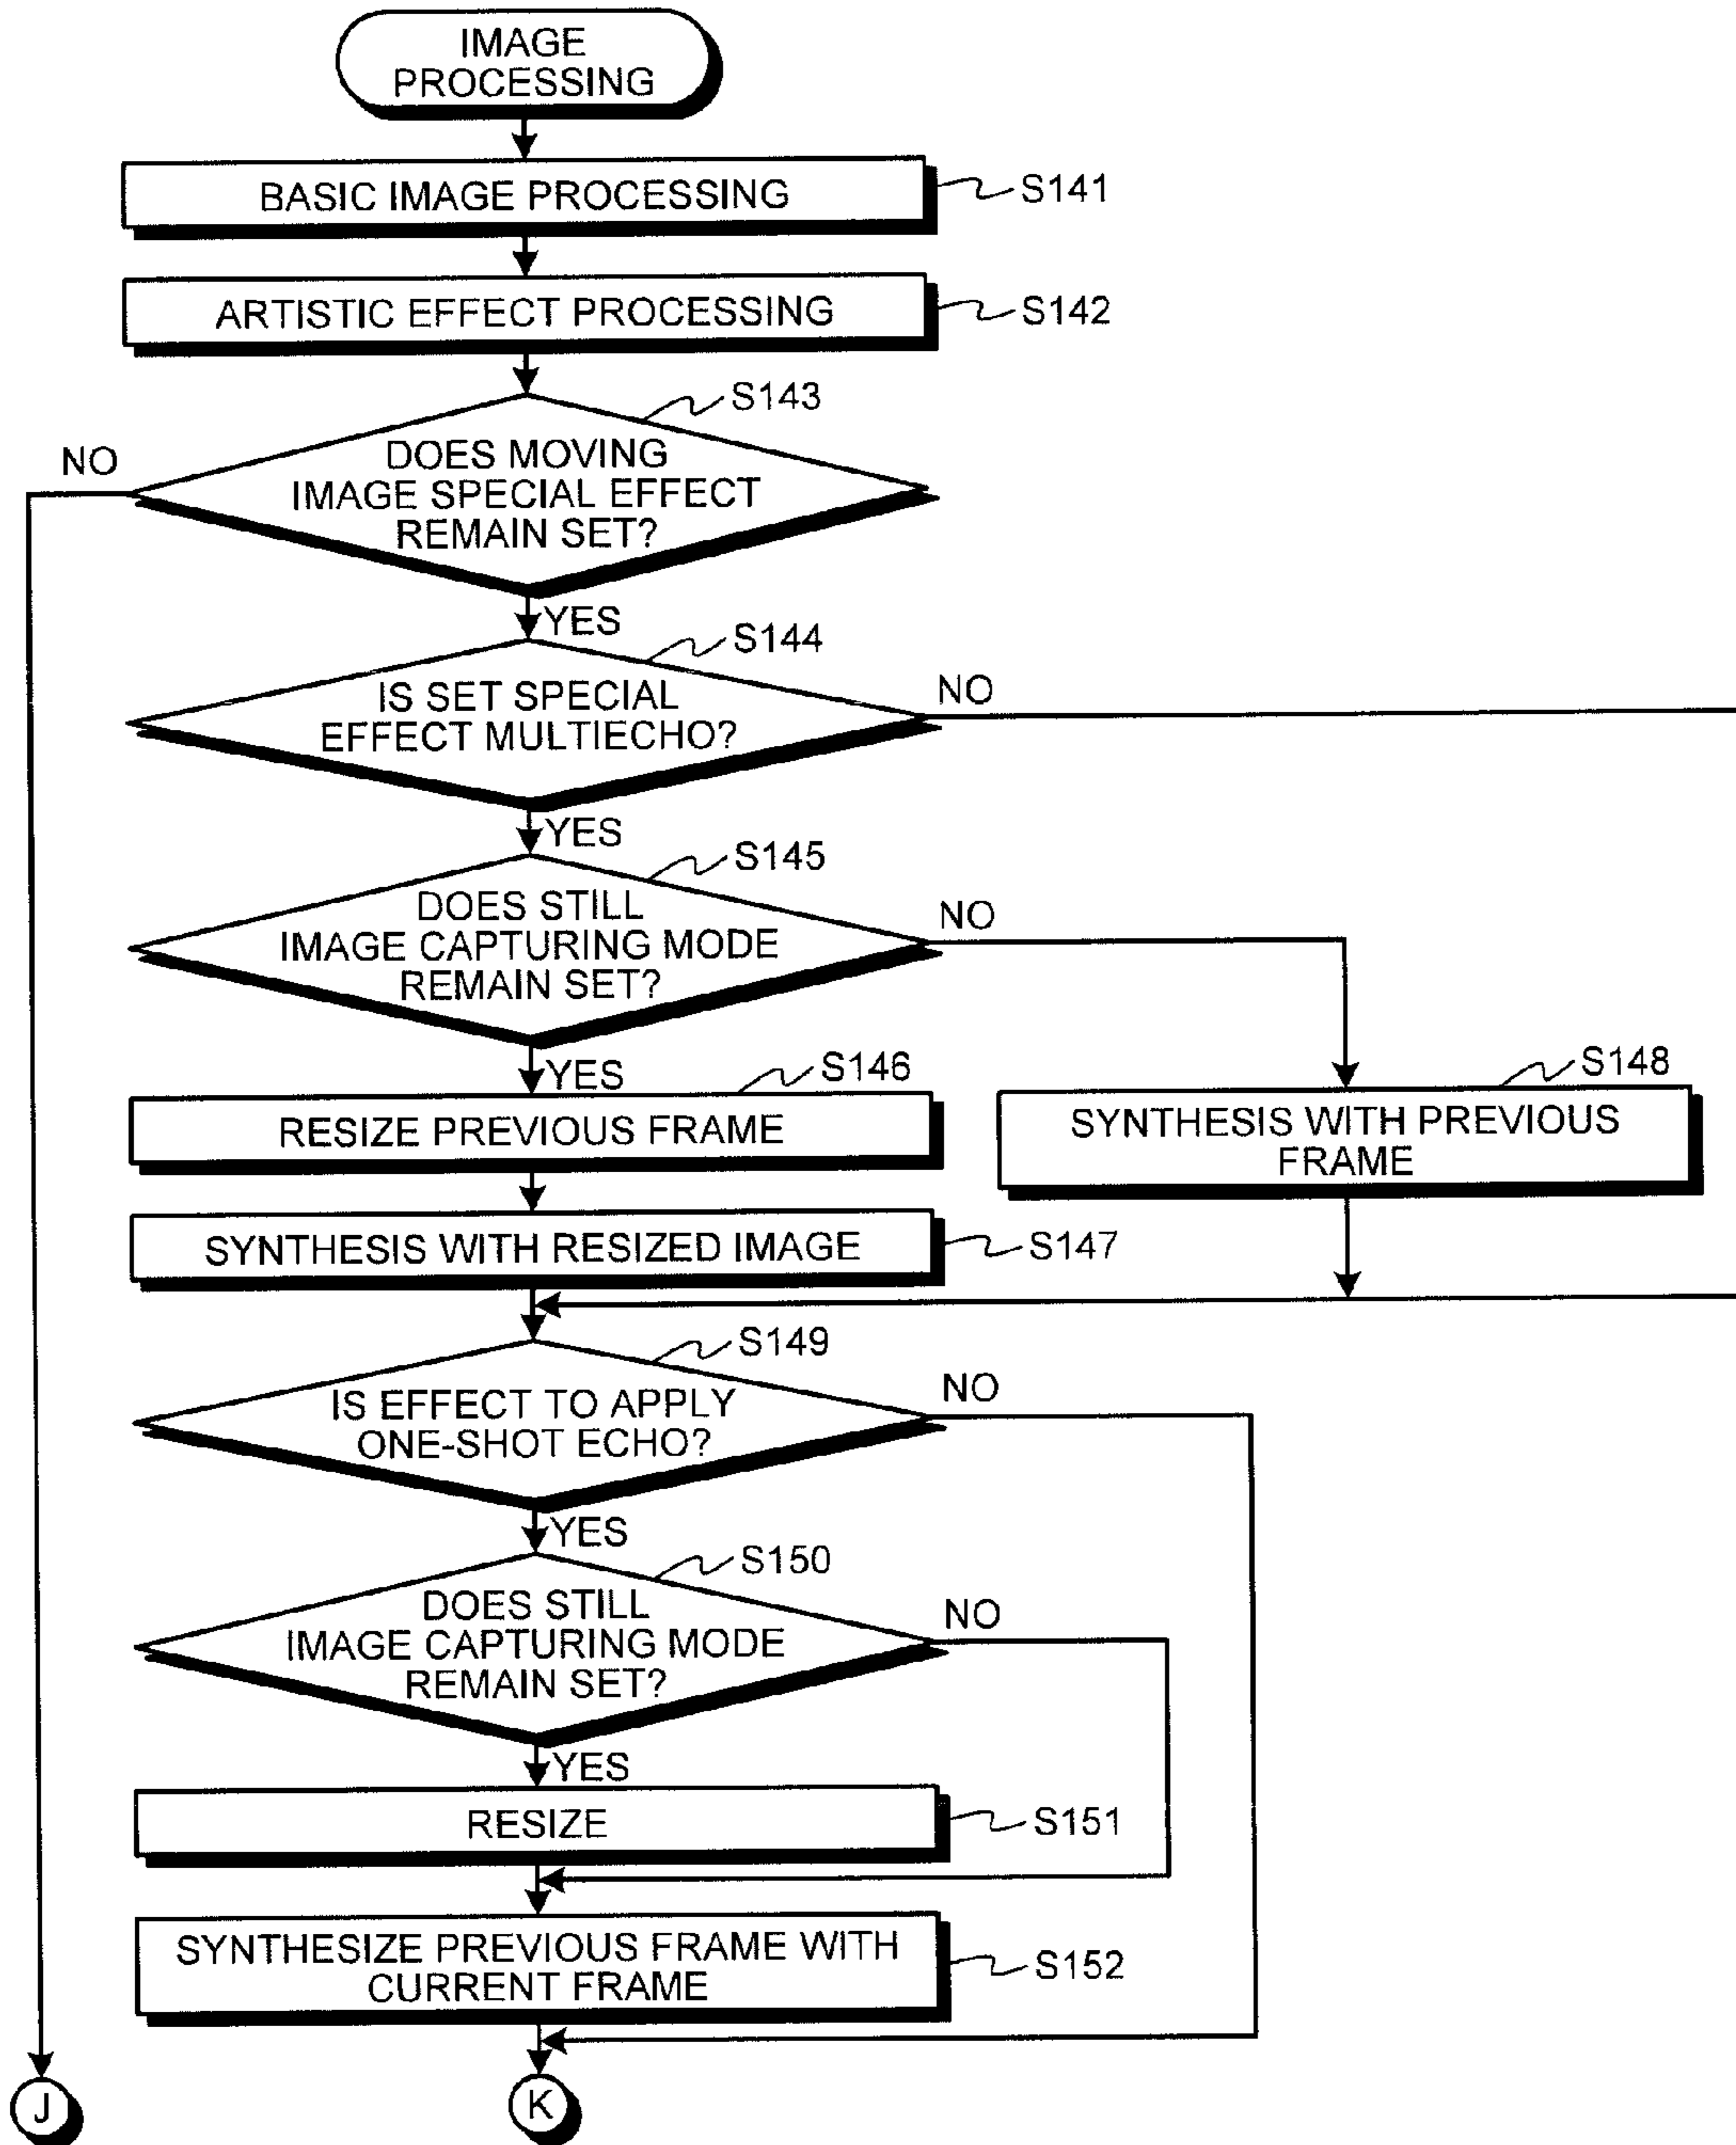 IMAGE
PROCESSING
BASIC IMAGE PROCESSING
S141
ARTISTIC EFFECT PROCESSING
S142
S143
NO
DOES MOVING
IMAGE SPECIAL EFFECT
REMAIN SET?
YES
S144
NO
IS SET SPECIAL
EFFECT MULTIECHO?
YES
S145
NO
DOES STILL
IMAGE CAPTURING MODE
REMAIN SET?
YES
S146
RESIZE PREVIOUS FRAME
S148
SYNTHESIS WITH PREVIOUS
FRAME
SYNTHESIS WITH RESIZED IMAGE
S147
S149
NO
IS EFFECT TO APPLY
ONE-SHOT ECHO?
YES
S150
NO
DOES STILL
IMAGE CAPTURING MODE
REMAIN SET?
YES
RESIZE
S151
SYNTHESIZE PREVIOUS FRAME WITH
CURRENT FRAME
S152
J
K